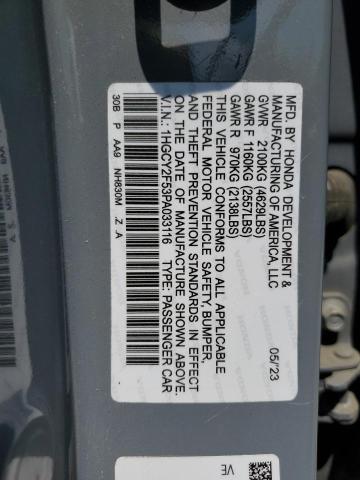 MFD. BY HONDA DEVELOPMENT &
MANUFACTURING OF AMERICA, LLC 05/23
GVWR 2100KG (4629LBS)
GAWR F 1160KG (2557LBS)
GAWR R 970KG (2138LBS)
THIS VEHICLE CONFORMS TO ALL APPLICABLE
FEDERAL MOTOR VEHICLE SAFETY, BUMPER,
AND THEFT PREVENTION STANDARDS IN EFFECT
ON THE DATE OF MANUFACTURE SHOWN ABOVE.
V.I.N.: 1HGCY2F53PA033116 TYPE: PASSENGER CAR
30B P AA9 NH830M .Z .A
VE